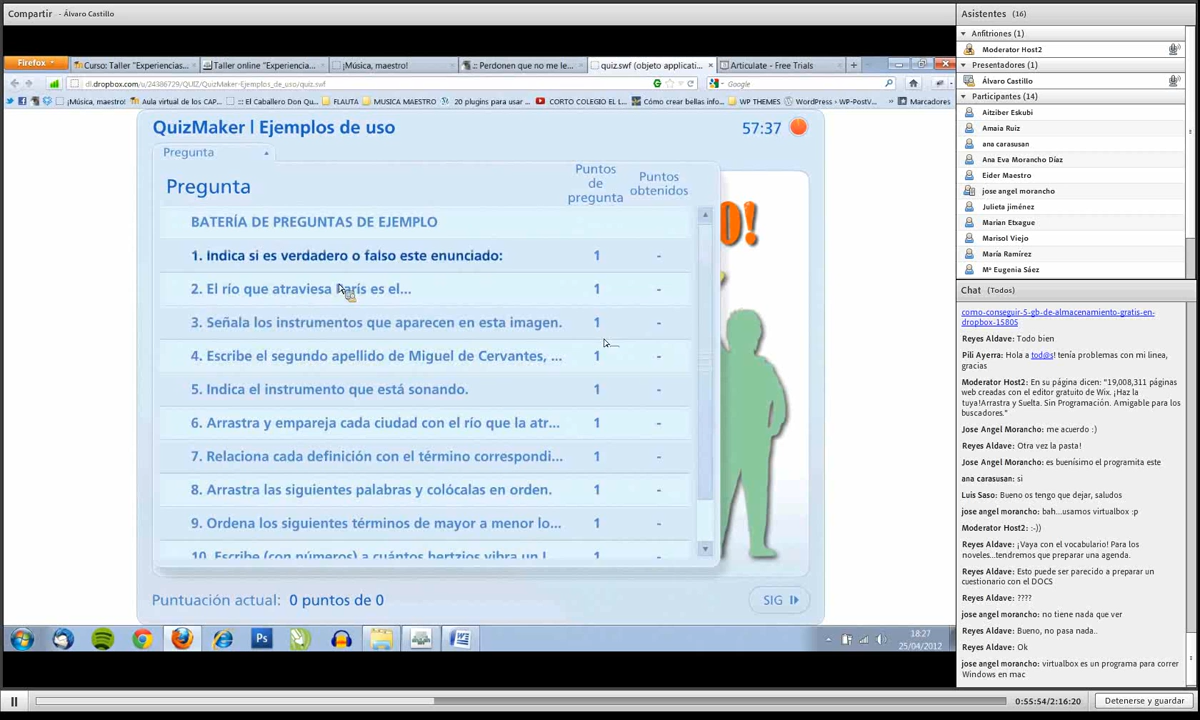 Compartir - Álvaro Castillo
Firefox
Curso: Taller "Experiencias...
Taller online "Experiencia...
¡Música, maestro!
.:: Perdonen que no me le...
quiz.swf (objeto applicati...
Articulate - Free Trials
dl.dropbox.com/u/24386729/QUIZ/QuizMaker-Ejemplos_de_uso/quiz.swf
Google
¡Música, maestro!
Aula virtual de los CAP...
::: El Caballero Don Qu...
FLAUTA
MUSICA MAESTRO
20 plugins para usar ...
CORTO COLEGIO EL L...
Cómo crear bellas info...
WP THEMES
WordPress › WP-PostV...
Marcadores
QuizMaker | Ejemplos de uso
57:37
Pregunta
Pregunta
Puntos de pregunta
Puntos obtenidos
BATERÍA DE PREGUNTAS DE EJEMPLO
1. Indica si es verdadero o falso este enunciado: 1 -
2. El río que atraviesa París es el... 1 -
3. Señala los instrumentos que aparecen en esta imagen. 1 -
4. Escribe el segundo apellido de Miguel de Cervantes, ... 1 -
5. Indica el instrumento que está sonando. 1 -
6. Arrastra y empareja cada ciudad con el río que la atr... 1 -
7. Relaciona cada definición con el término correspondi... 1 -
8. Arrastra las siguientes palabras y colócalas en orden. 1 -
9. Ordena los siguientes términos de mayor a menor lo... 1 -
10. Escribe (con números) a cuántos hertzios vibra un l... 1 -
O!
Puntuación actual: 0 puntos de 0
SIG
18:27
25/04/2012
Asistentes (16)
Anfitriones (1)
Moderator Host2
Presentadores (1)
Álvaro Castillo
Participantes (14)
Aitziber Eskubi
Amaia Ruiz
ana carasusan
Ana Eva Morancho Díaz
Eider Maestro
jose angel morancho
Julieta jiménez
Marian Etxague
Marisol Viejo
María Ramírez
Mª Eugenia Sáez
Chat (Todos)
como-conseguir-5-gb-de-almacenamiento-gratis-en-
dropbox-15805
Reyes Aldave: Todo bien
Pili Ayerra: Hola a tod@s! tenía problemas con mi linea,
gracias
Moderator Host2: En su página dicen: "19,008,311 páginas
web creadas con el editor gratuito de Wix. ¡Haz la
tuya!Arrastra y Suelta. Sin Programación. Amigable para los
buscadores."
Jose Angel Morancho: me acuerdo :)
Reyes Aldave: Otra vez la pasta!
Jose Angel Morancho: es buenísimo el programita este
ana carasusan: si
Luis Saso: Bueno os tengo que dejar, saludos
jose angel morancho: bah...usamos virtualbox :p
Moderator Host2: :-))
Reyes Aldave: ¡Vaya con el vocabulario! Para los
noveles...tendremos que preparar una agenda.
Reyes Aldave: Esto puede ser parecido a preparar un
cuestionario con el DOCS
Reyes Aldave: ????
jose angel morancho: no tiene nada que ver
Reyes Aldave: Bueno, no pasa nada..
Reyes Aldave: Ok
jose angel morancho: virtualbox es un programa para correr
Windows en mac
0:55:54/2:16:20
Detenerse y guardar